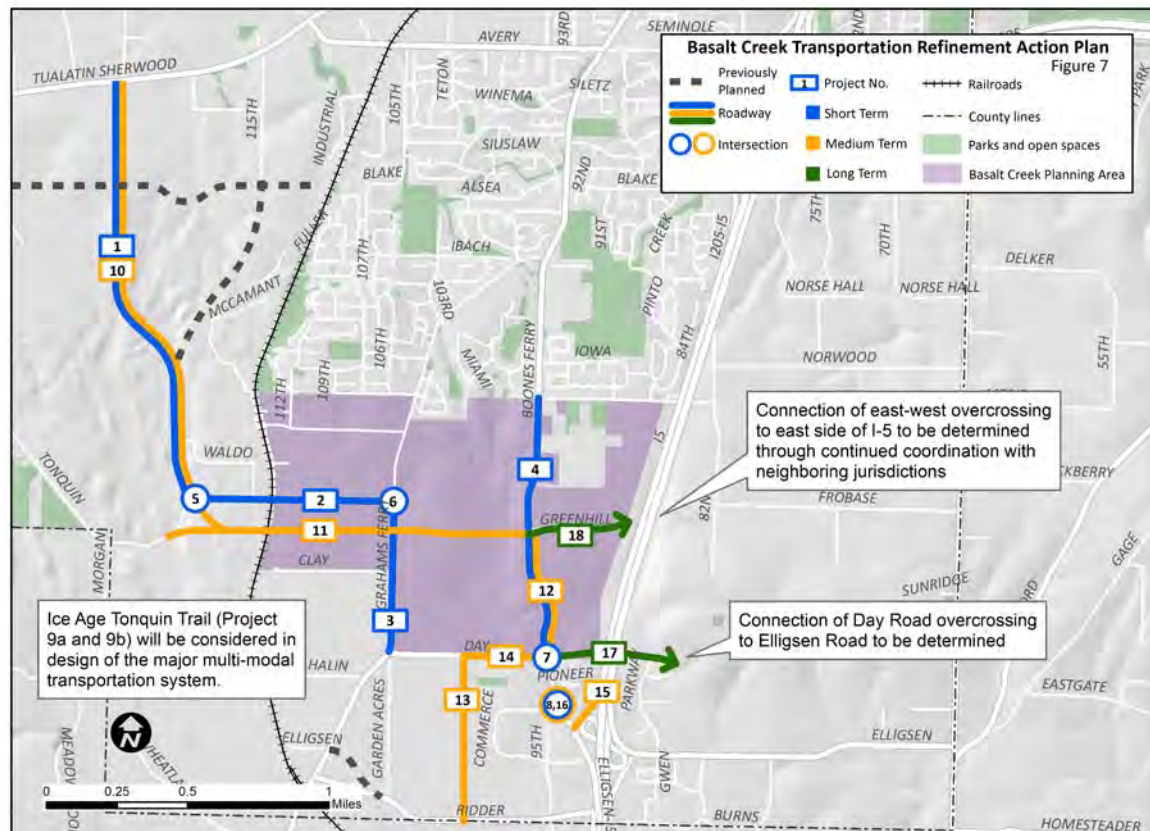 Basalt Creek Transportation Refinement Action Plan
Figure 7
Previously
Planned
Roadway
Intersection
1
Project No.
Short Term
Medium Term
Long Term
Railroads
County lines
Parks and open spaces
Basalt Creek Planning Area
93RD
SEMINOLE
AVERY
TUALATIN SHERWOOD
115TH
INDUSTRIAL
105TH
TETON
WINEMA
SILETZ
SIUSLAW
92ND
BLAKE
ALSEA
BLAKE
91ST
CREEK
I205-I5
75TH
70TH
FULLER
107TH
IBACH
PINTO
DELKER
1
10
MCCAMANT
103RD
NORSE HALL
NORSE HALL
106TH
MIAMI
BOONES FERRY
IOWA
84TH
NORWOOD
55TH
109TH
112TH
I5
Connection of east-west overcrossing
to east side of I-5 to be determined
through continued coordination with
neighboring jurisdictions
WALDO
TONQUIN
4
5
2
6
FROBASE
GREENHILL
18
11
GRAHAMS FERRY
CLAY
MORGAN
12
SUNRIDGE
GAGE
3
Ice Age Tonquin Trail (Project
9a and 9b) will be considered in
design of the major multi-modal
transportation system.
Connection of Day Road overcrossing
to Elligsen Road to be determined
HALIN
DAY
14
7
17
PIONEER
PARKWAY
13
15
8,16
EASTGATE
COMMERCE
95TH
GARDEN ACRES
ELLIGSEN
ELLIGSEN
GWEN
N
0 0.25 0.5 1
Miles
RIDDER
BURNS
HOMESTEADER